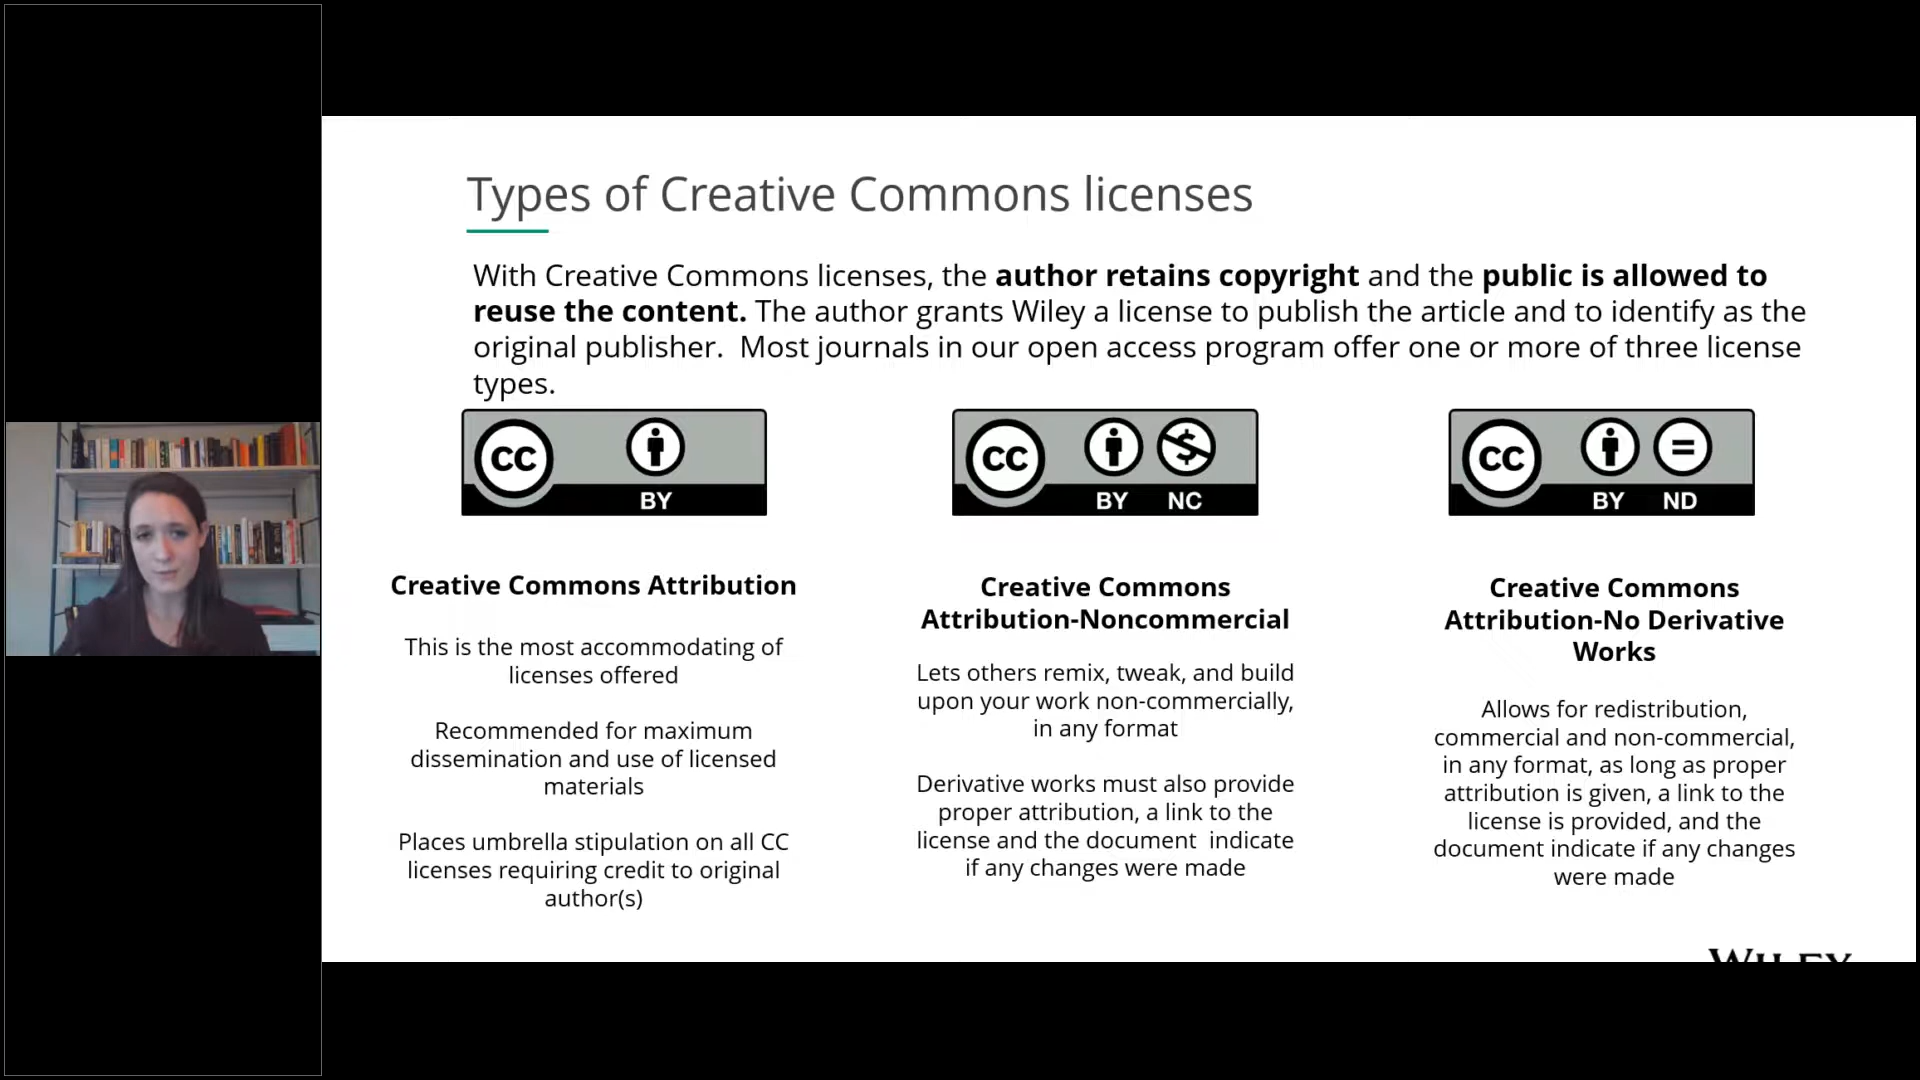 Types of Creative Commons licenses
With Creative Commons licenses, the author retains copyright and the public is allowed to
reuse the content. The author grants Wiley a license to publish the article and to identify as the
original publisher.  Most journals in our open access program offer one or more of three license
types.
CC
BY
Creative Commons Attribution
This is the most accommodating of
licenses offered
Recommended for maximum
dissemination and use of licensed
materials
Places umbrella stipulation on all CC
licenses requiring credit to original
author(s)
CC $
BY NC
Creative Commons
Attribution-Noncommercial
Lets others remix, tweak, and build
upon your work non-commercially,
in any format
Derivative works must also provide
proper attribution, a link to the
license and the document  indicate
if any changes were made
CC =
BY ND
Creative Commons
Attribution-No Derivative
Works
Allows for redistribution,
commercial and non-commercial,
in any format, as long as proper
attribution is given, a link to the
license is provided, and the
document indicate if any changes
were made
WILEY